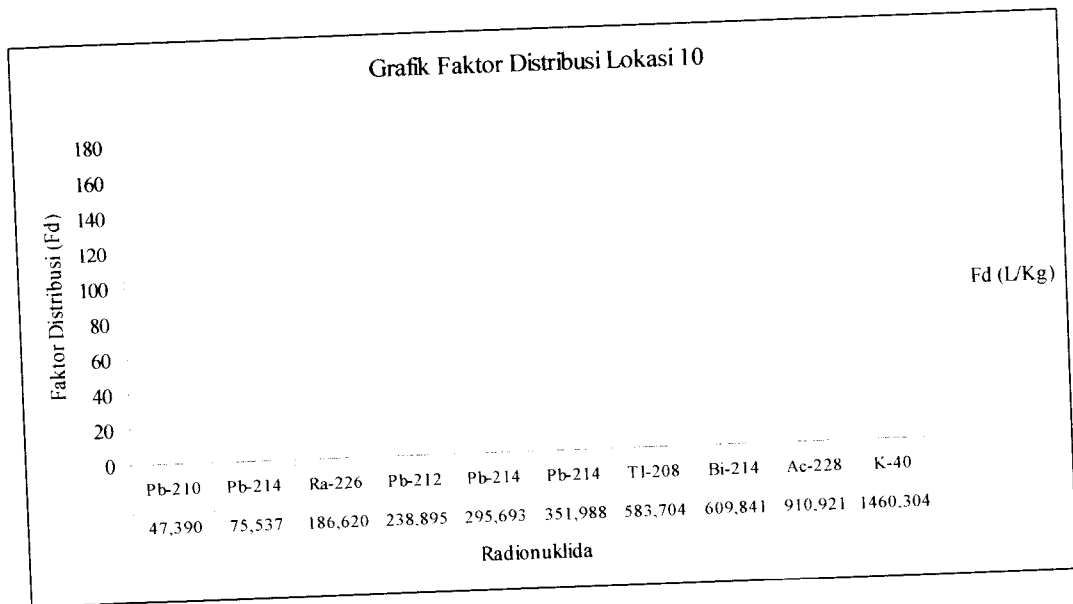 Grafik Faktor Distribusi Lokasi 10
180
160
140
120
100
80
60
40
20
0
Faktor Distribusi (Fd)
Fd (L/Kg)
Pb-210 Pb-214 Ra-226 Pb-212 Pb-214 Pb-214 Tl-208 Bi-214 Ac-228 K-40
47,390 75,537 186,620 238,895 295,693 351,988 583,704 609,841 910,921 1460,304
Radionuklida